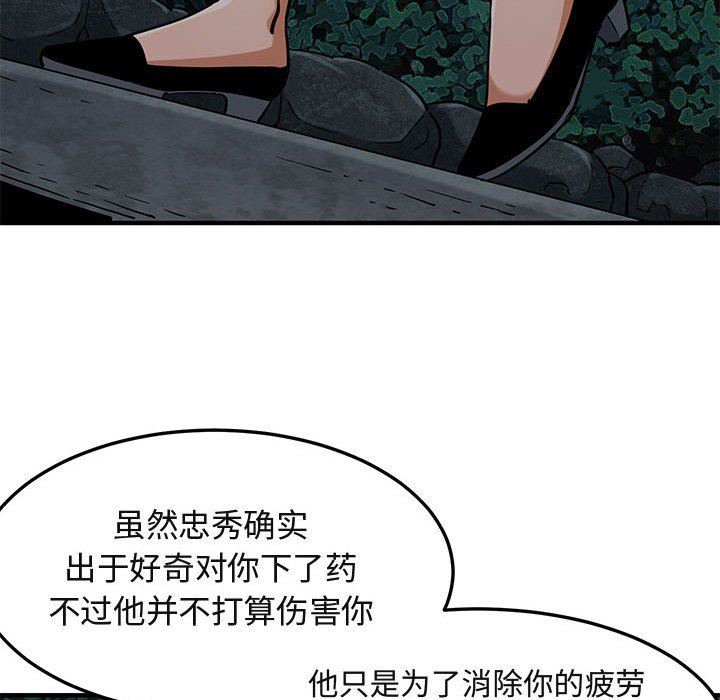 虽然忠秀确实
出于好奇对你下了药
不过他并不打算伤害你
他只是为了消除你的疲劳